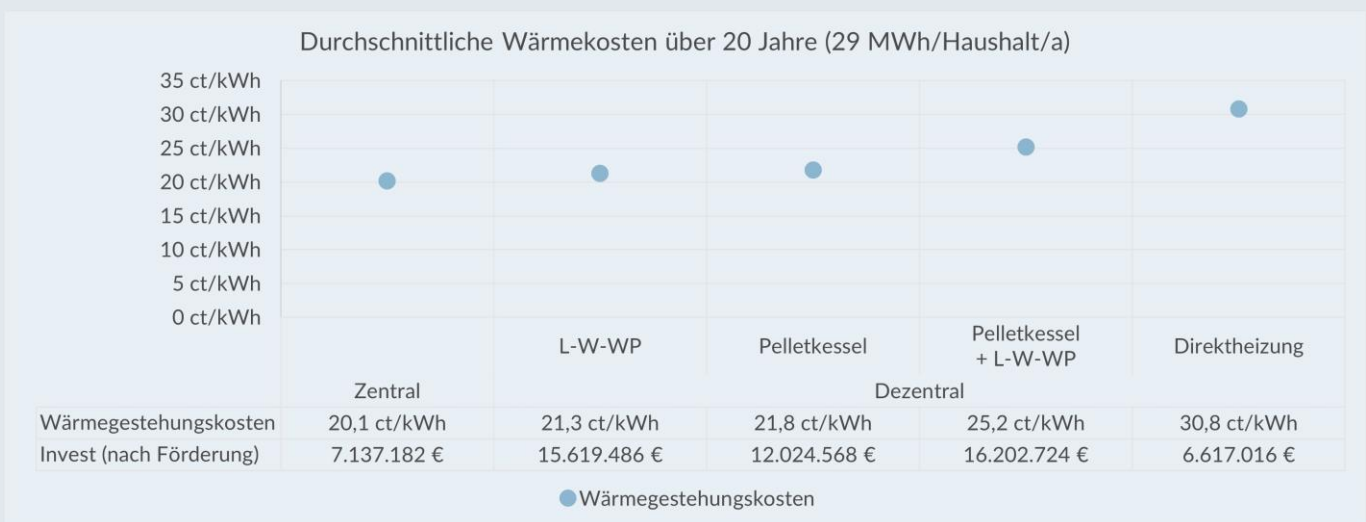 Durchschnittliche Wärmekosten über 20 Jahre (29 MWh/Haushalt/a)
35 ct/kWh
30 ct/kWh
25 ct/kWh
20 ct/kWh
15 ct/kWh
10 ct/kWh
5 ct/kWh
0 ct/kWh
L-W-WP Pelletkessel Pelletkessel + L-W-WP Direktheizung
Zentral Dezentral
Wärmegestehungskosten 20,1 ct/kWh 21,3 ct/kWh 21,8 ct/kWh 25,2 ct/kWh 30,8 ct/kWh
Invest (nach Förderung) 7.137.182 € 15.619.486 € 12.024.568 € 16.202.724 € 6.617.016 €
Wärmegestehungskosten